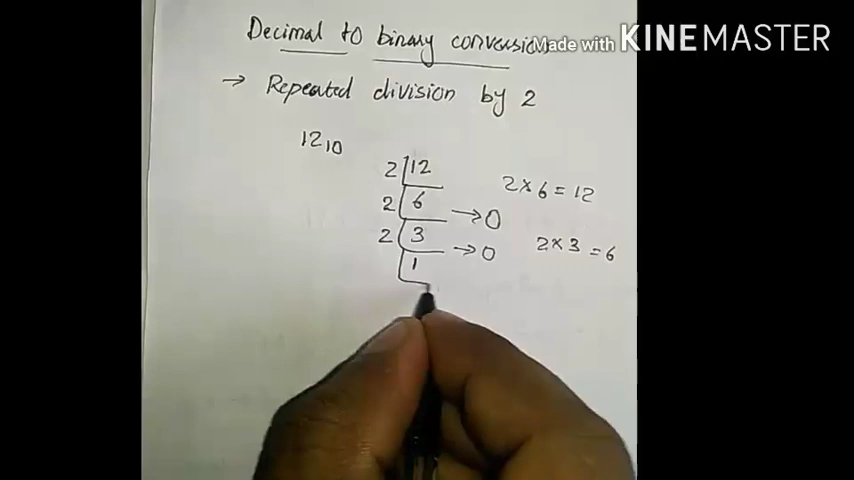 Decimal to binary conversion
Made with KINEMASTER
→ Repeated division by 2
12₁₀
2 12
2 6 → 0
2 3 → 0
1
2 × 6 = 12
2 × 3 = 6